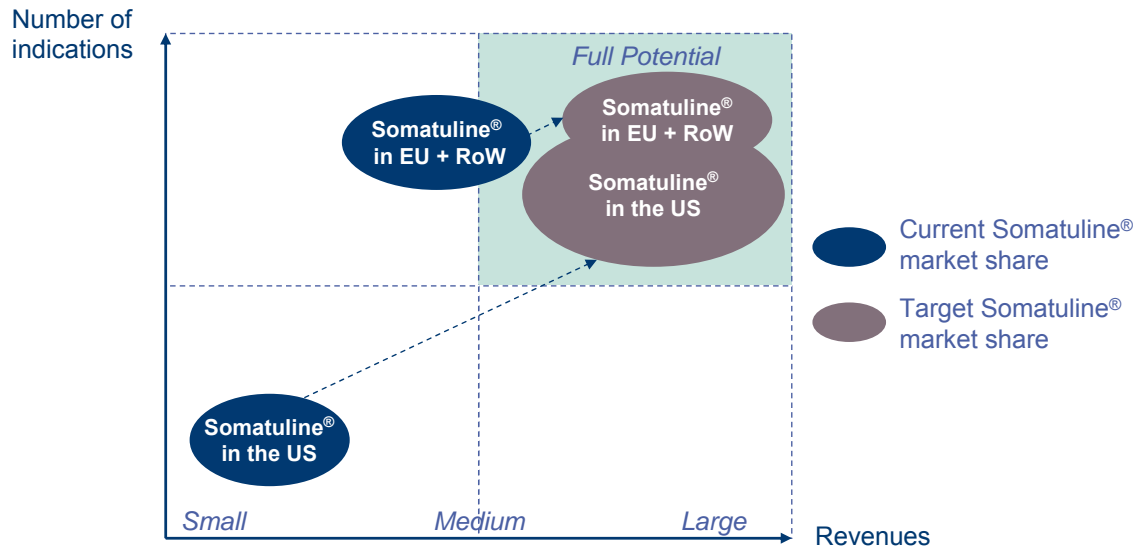 Number of
indications
Full Potential
Somatuline®
in EU + RoW
Somatuline®
in EU + RoW
Somatuline®
in the US
Current Somatuline®
market share
Target Somatuline®
market share
Somatuline®
in the US
Small
Medium
Large
Revenues